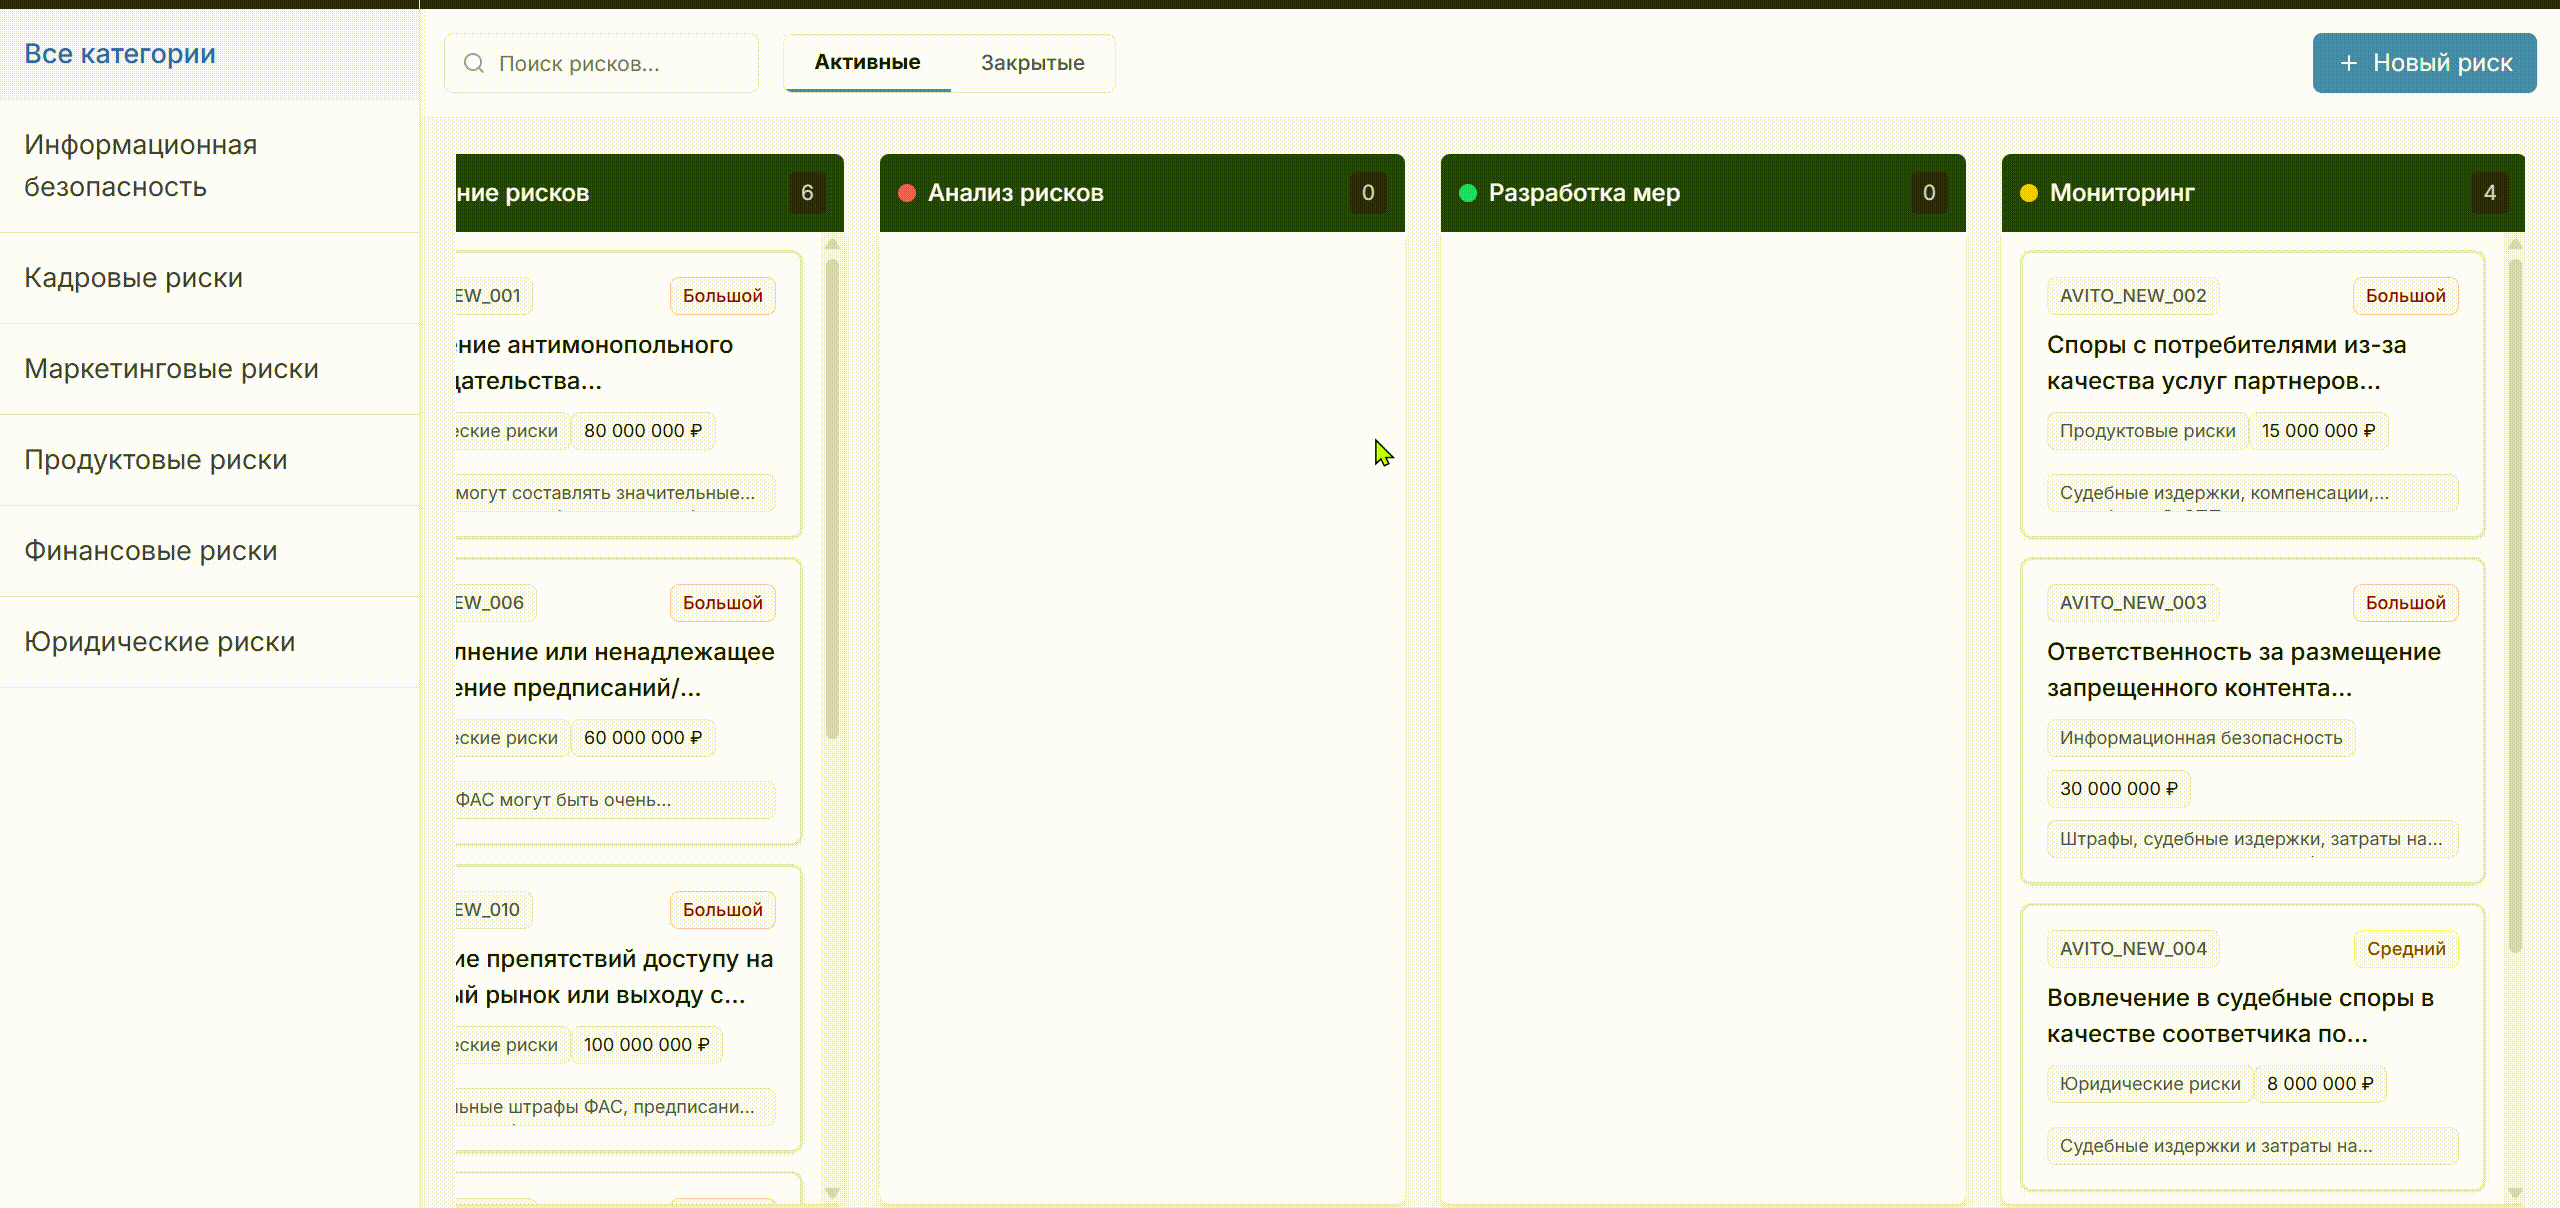 Все категории
Информационная
безопасность
Кадровые риски
Маркетинговые риски
Продуктовые риски
Финансовые риски
Юридические риски
Поиск рисков...
Активные
Закрытые
+ Новый риск
ние рисков
6
EW_001
Большой
ение антимонопольного
дательства...
еские риски
80 000 000 ₽
могут составлять значительные...
EW_006
Большой
лнение или ненадлежащее
ение предписаний/...
еские риски
60 000 000 ₽
ФАС могут быть очень...
EW_010
Большой
ие препятствий доступу на
ый рынок или выходу с...
еские риски
100 000 000 ₽
льные штрафы ФАС, предписани...
Анализ рисков
0
Разработка мер
0
Мониторинг
4
AVITO_NEW_002
Большой
Споры с потребителями из-за
качества услуг партнеров...
Продуктовые риски
15 000 000 ₽
Судебные издержки, компенсации,...
AVITO_NEW_003
Большой
Ответственность за размещение
запрещенного контента...
Информационная безопасность
30 000 000 ₽
Штрафы, судебные издержки, затраты на...
AVITO_NEW_004
Средний
Вовлечение в судебные споры в
качестве соответчика по...
Юридические риски
8 000 000 ₽
Судебные издержки и затраты на...